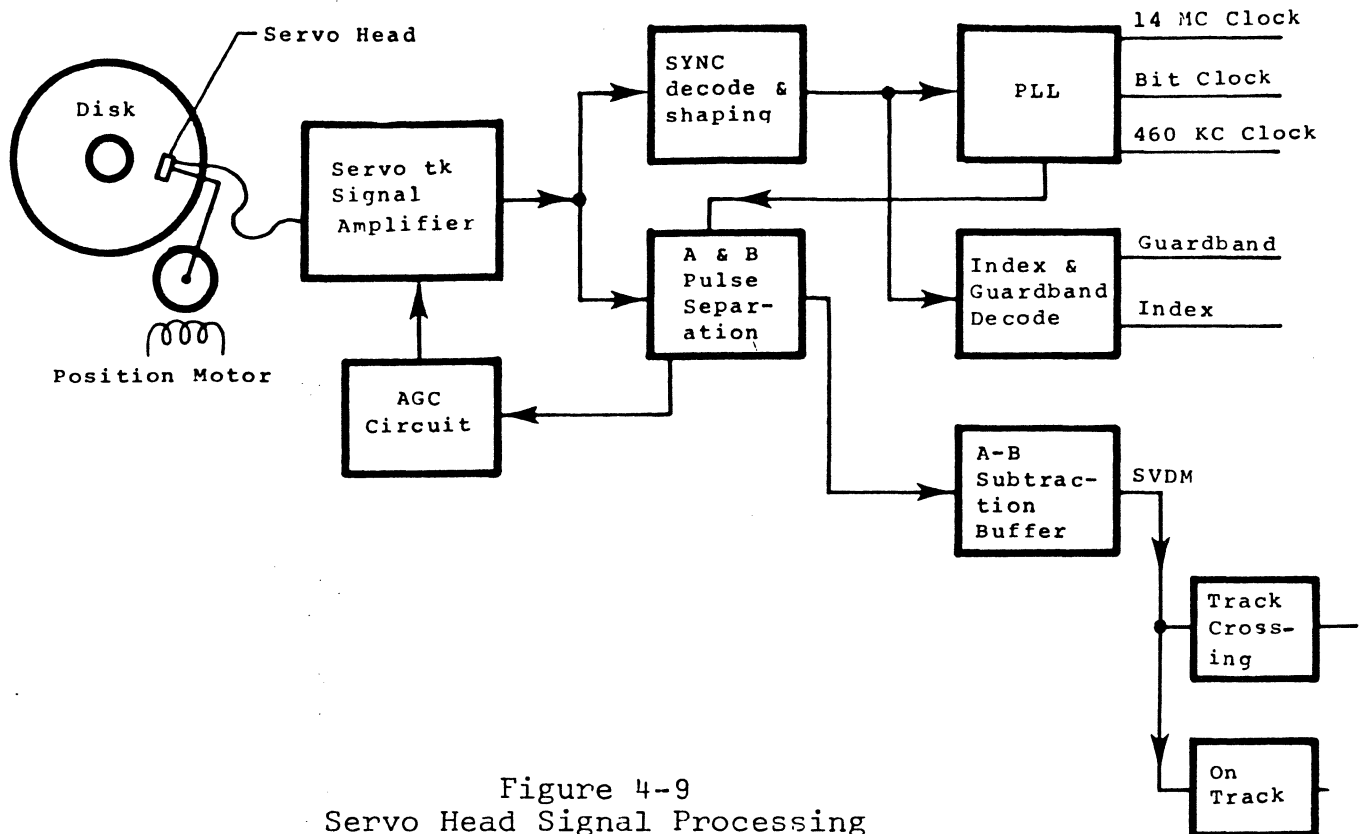 Servo Head
Disk
Position Motor
Servo tk
Signal
Amplifier
AGC
Circuit
SYNC
decode &
shaping
A & B
Pulse
Separ-
ation
PLL
14 MC Clock
Bit Clock
460 KC Clock
Index &
Guardband
Decode
Guardband
Index
A-B
Subtrac-
tion
Buffer
SVDM
Track
Cross-
ing
On
Track
Figure 4-9
Servo Head Signal Processing